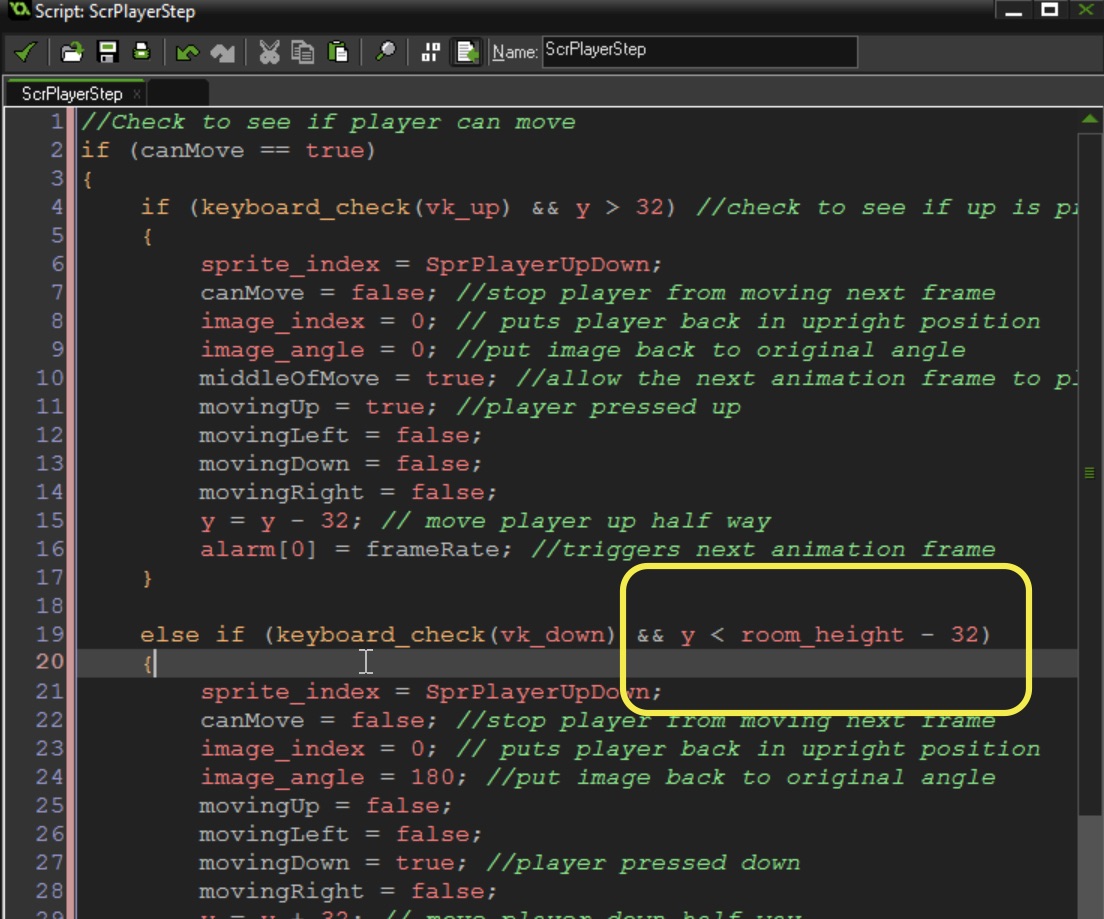 Script: ScrPlayerStep
Name: ScrPlayerStep
ScrPlayerStep x
1 //Check to see if player can move
2 if (canMove == true)
3 {
4 if (keyboard_check(vk_up) && y > 32) //check to see if up is
5 {
6 sprite_index = SprPlayerUpDown;
7 canMove = false; //stop player from moving next frame
8 image_index = 0; // puts player back in upright position
9 image_angle = 0; //put image back to original angle
10 middleOfMove = true; //allow the next animation frame to
11 movingUp = true; //player pressed up
12 movingLeft = false;
13 movingDown = false;
14 movingRight = false;
15 y = y - 32; // move player up half way
16 alarm[0] = frameRate; //triggers next animation frame
17 }
18
19 else if (keyboard_check(vk_down) && y < room_height - 32)
20 {
21 sprite_index = SprPlayerUpDown;
22 canMove = false; //stop player from moving next frame
23 image_index = 0; // puts player back in upright position
24 image_angle = 180; //put image back to original angle
25 movingUp = false;
26 movingLeft = false;
27 movingDown = true; //player pressed down
28 movingRight = false;
29 y = y + 32; // move player down half way